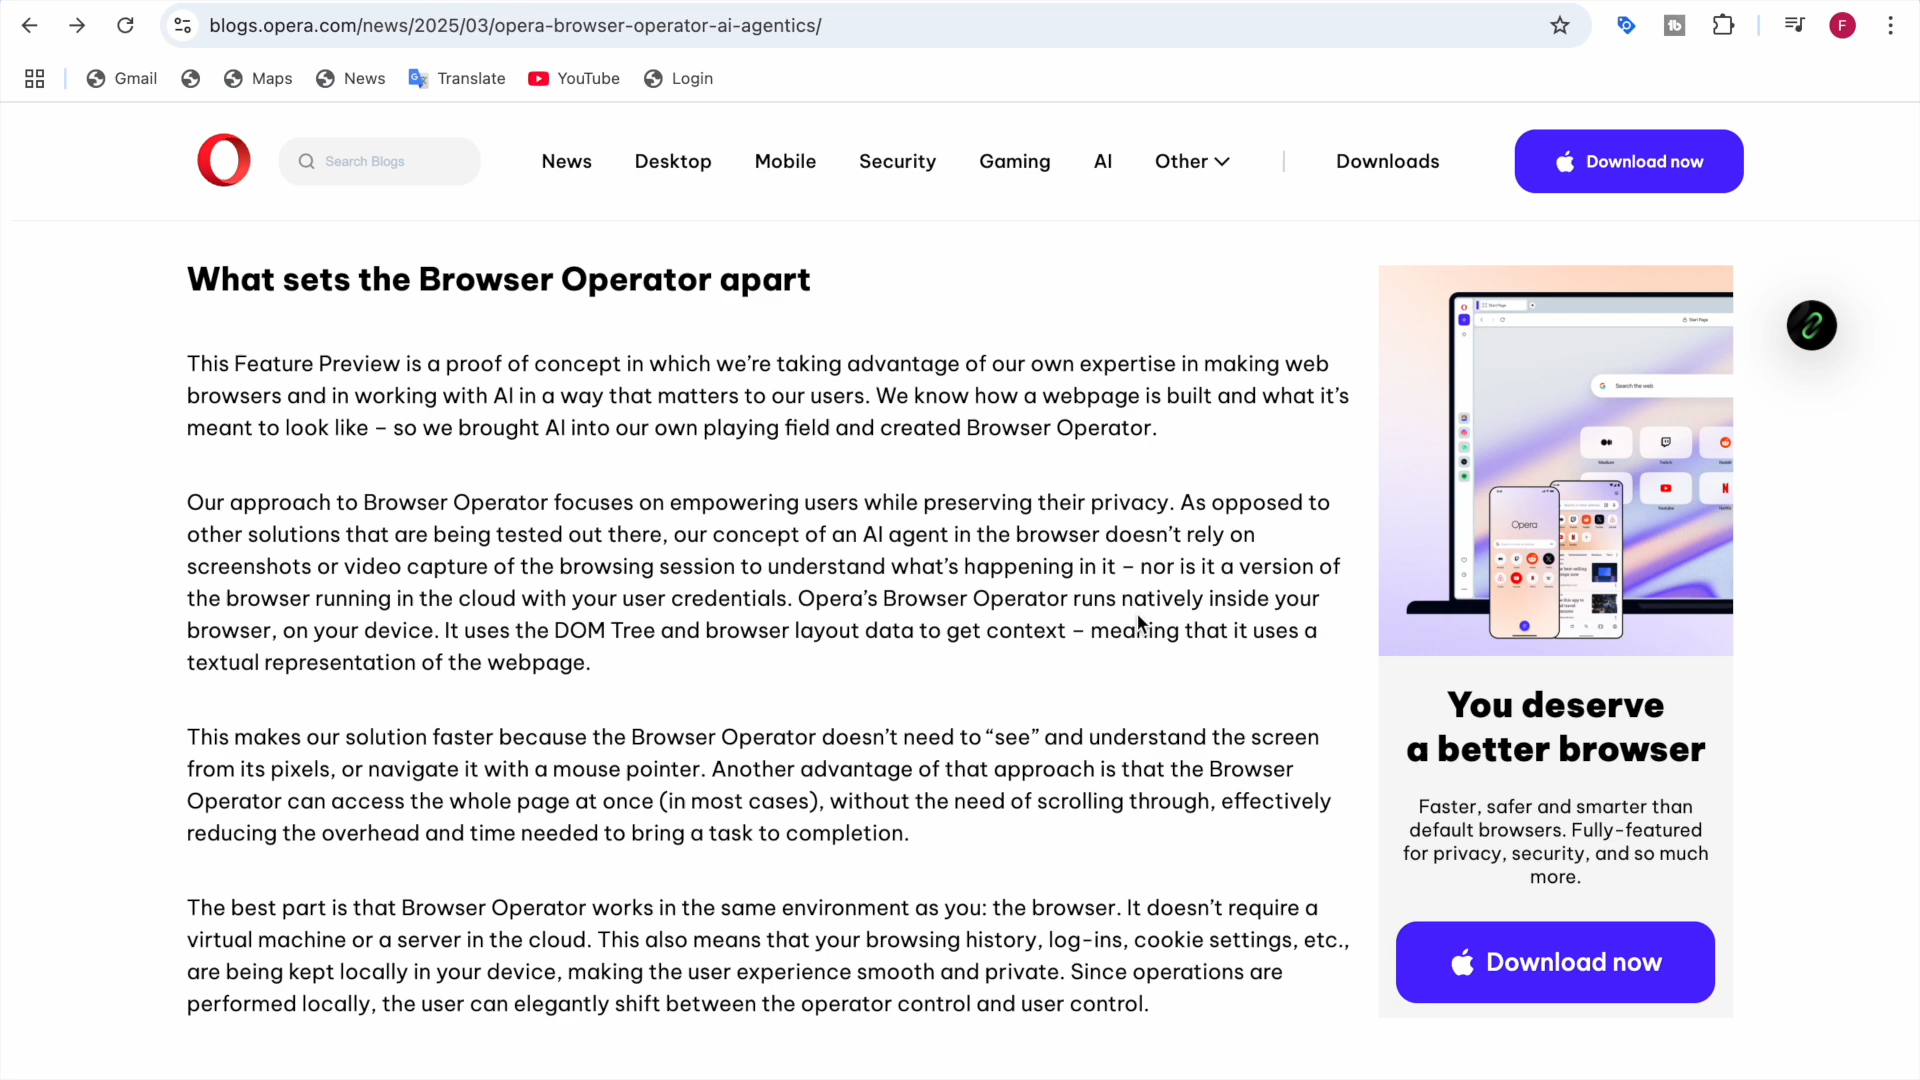 blogs.opera.com/news/2025/03/opera-browser-operator-ai-agentics/
F
Gmail
Maps
News
Translate
YouTube
Login
Search Blogs
News
Desktop
Mobile
Security
Gaming
AI
Other
Downloads
Download now
What sets the Browser Operator apart
This Feature Preview is a proof of concept in which we’re taking advantage of our own expertise in making web
browsers and in working with AI in a way that matters to our users. We know how a webpage is built and what it’s
meant to look like – so we brought AI into our own playing field and created Browser Operator.
Our approach to Browser Operator focuses on empowering users while preserving their privacy. As opposed to
other solutions that are being tested out there, our concept of an AI agent in the browser doesn’t rely on
screenshots or video capture of the browsing session to understand what’s happening in it – nor is it a version of
the browser running in the cloud with your user credentials. Opera’s Browser Operator runs natively inside your
browser, on your device. It uses the DOM Tree and browser layout data to get context – meaning that it uses a
textual representation of the webpage.
This makes our solution faster because the Browser Operator doesn’t need to “see” and understand the screen
from its pixels, or navigate it with a mouse pointer. Another advantage of that approach is that the Browser
Operator can access the whole page at once (in most cases), without the need of scrolling through, effectively
reducing the overhead and time needed to bring a task to completion.
The best part is that Browser Operator works in the same environment as you: the browser. It doesn’t require a
virtual machine or a server in the cloud. This also means that your browsing history, log-ins, cookie settings, etc.,
are being kept locally in your device, making the user experience smooth and private. Since operations are
performed locally, the user can elegantly shift between the operator control and user control.
Start Page
Start Page
Search the web
Medium
Twitch
Reddit
Youtube
Netflix
Opera
You deserve
a better browser
Faster, safer and smarter than
default browsers. Fully-featured
for privacy, security, and so much
more.
Download now